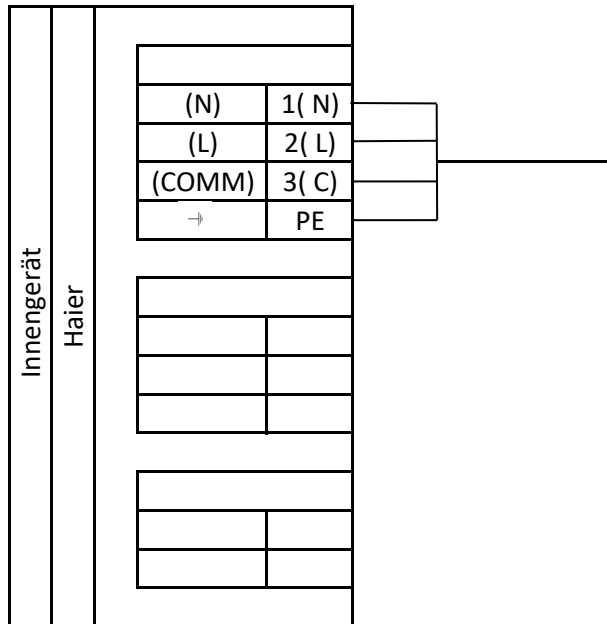 Innengerät
Haier
(N) 1( N)
(L) 2( L)
(COMM) 3( C)
PE